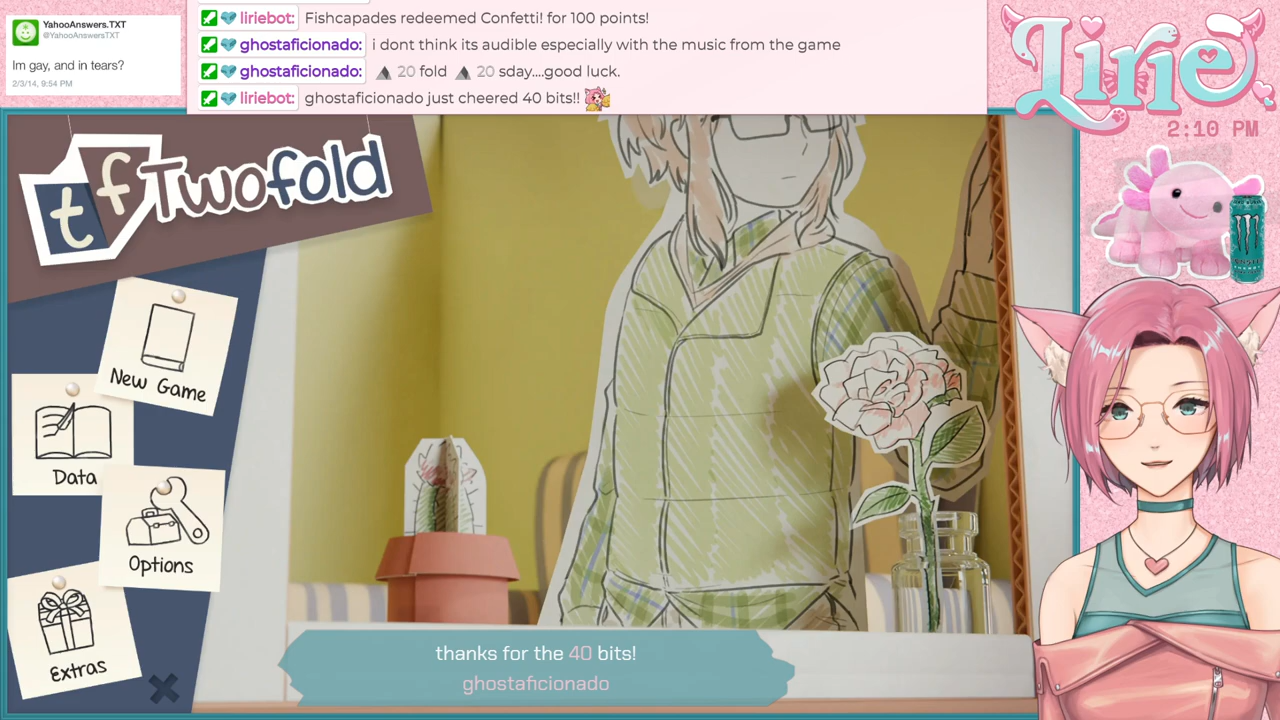 YahooAnswers.TXT
@YahooAnswersTXT
Im gay, and in tears?
2/3/14, 9:54 PM
liriebot: Fishcapades redeemed Confetti! for 100 points!
ghostaficionado: i dont think its audible especially with the music from the game
ghostaficionado: 20 fold 20 sday....good luck.
liriebot: ghostaficionado just cheered 40 bits!!
Lirie
2:10 PM
tf Twofold
New Game
Data
Options
Extras
thanks for the 40 bits!
ghostaficionado